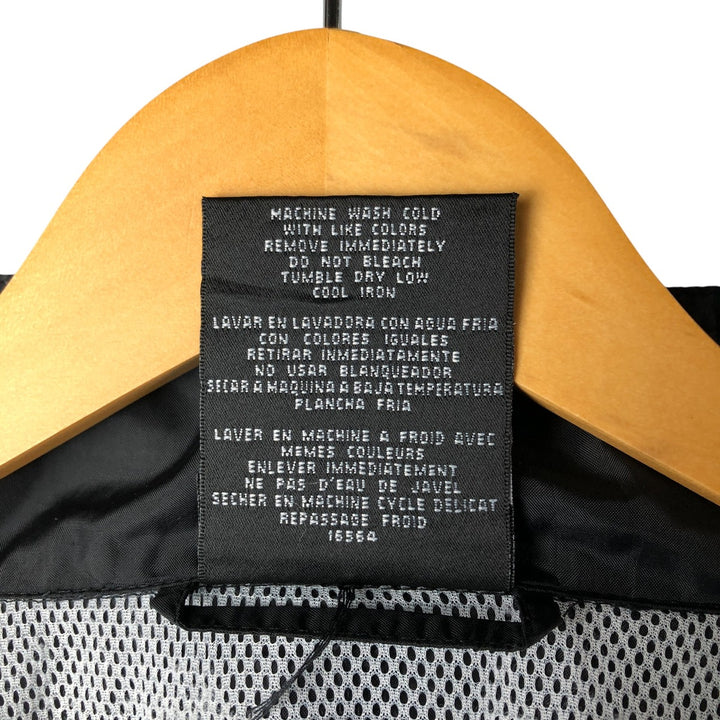 MACHINE WASH COLD
WITH LIKE COLORS
REMOVE IMMEDIATELY
DO NOT BLEACH
TUMBLE DRY LOW
COOL IRON
LAVAR EN LAVADORA CON AGUA FRIA
CON COLORES IGUALES
RETIRAR INMEDIATAMENTE
NO USAR BLANQUEADOR
SECAR A MAQUINA A BAJA TEMPERATURA
PLANCHA FRIA
LAVER EN MACHINE A FROID AVEC
MEMES COULEURS
ENLEVER IMMEDIATEMENT
NE PAS D'EAU DE JAVEL
SECHER EN MACHINE CYCLE DELICAT
REPASSAGE FROID
16564